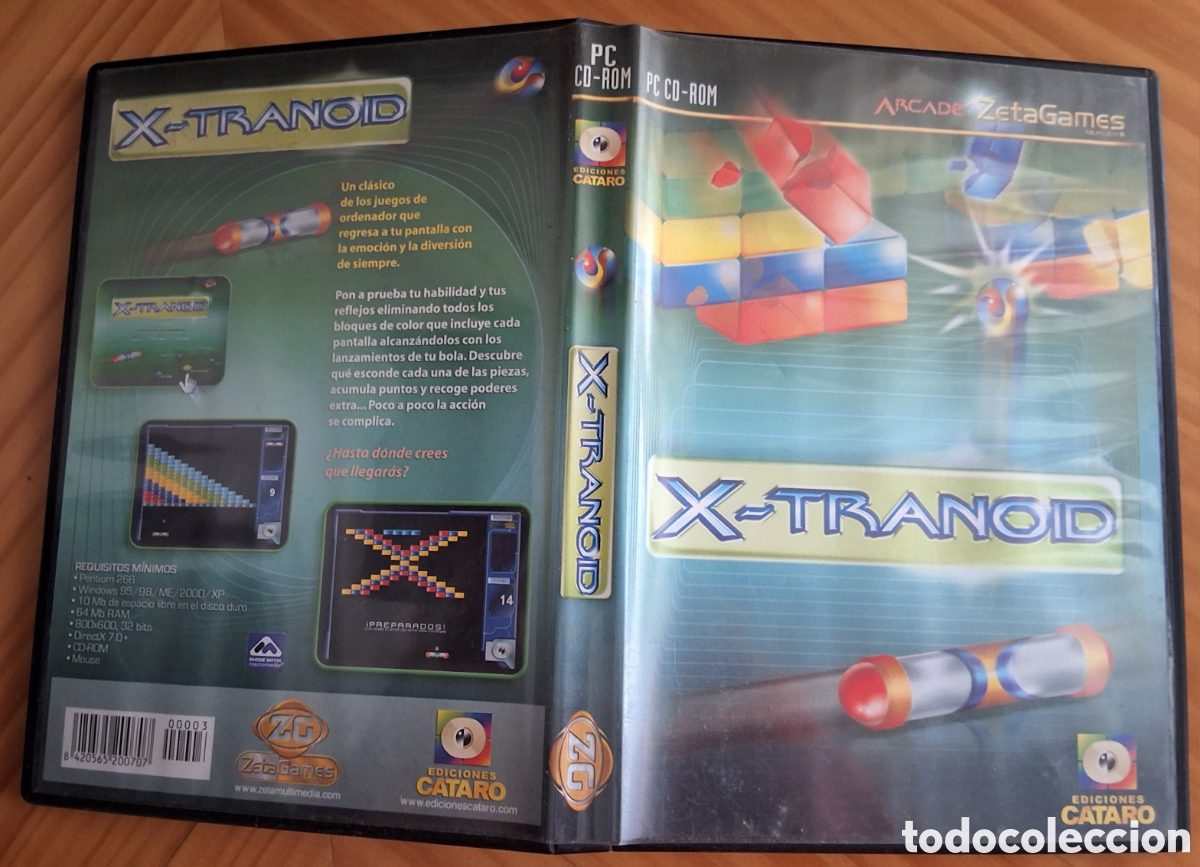 X-TRANOID
Un clásico
de los juegos de
ordenador que
regresa a tu pantalla con
la emoción y la diversión
de siempre.
X-TRANOID
Pon a prueba tu habilidad y tus
reflejos eliminando todos los
bloques de color que incluye cada
pantalla alcanzándolos con los
lanzamientos de tu bola. Descubre
qué esconde cada una de las piezas,
acumula puntos y recoge poderes
extra... Poco a poco la acción
se complica.
¿Hasta dónde crees
que llegarás?
9
¡PREPARADOS!
14
REQUISITOS MÍNIMOS
• Pentium 266
• Windows 95/98/ME/2000/XP
• 10 Mb de espacio libre en el disco duro
• 64 Mb RAM
• 800x600, 32 bits
• DirectX 7.0+
• CD-ROM
• Mouse
MADE WITH
macromedia
00003
8 420565 200707
ZG
ZetaGames
www.zetamultimedia.com
EDICIONES
CATARO
www.edicionescataro.com
PC
CD-ROM
EDICIONES
CATARO
X-TRANOID
ZG
PC CD-ROM
ARCADE ZetaGames
X-TRANOID
EDICIONES
CATARO
todocoleccion